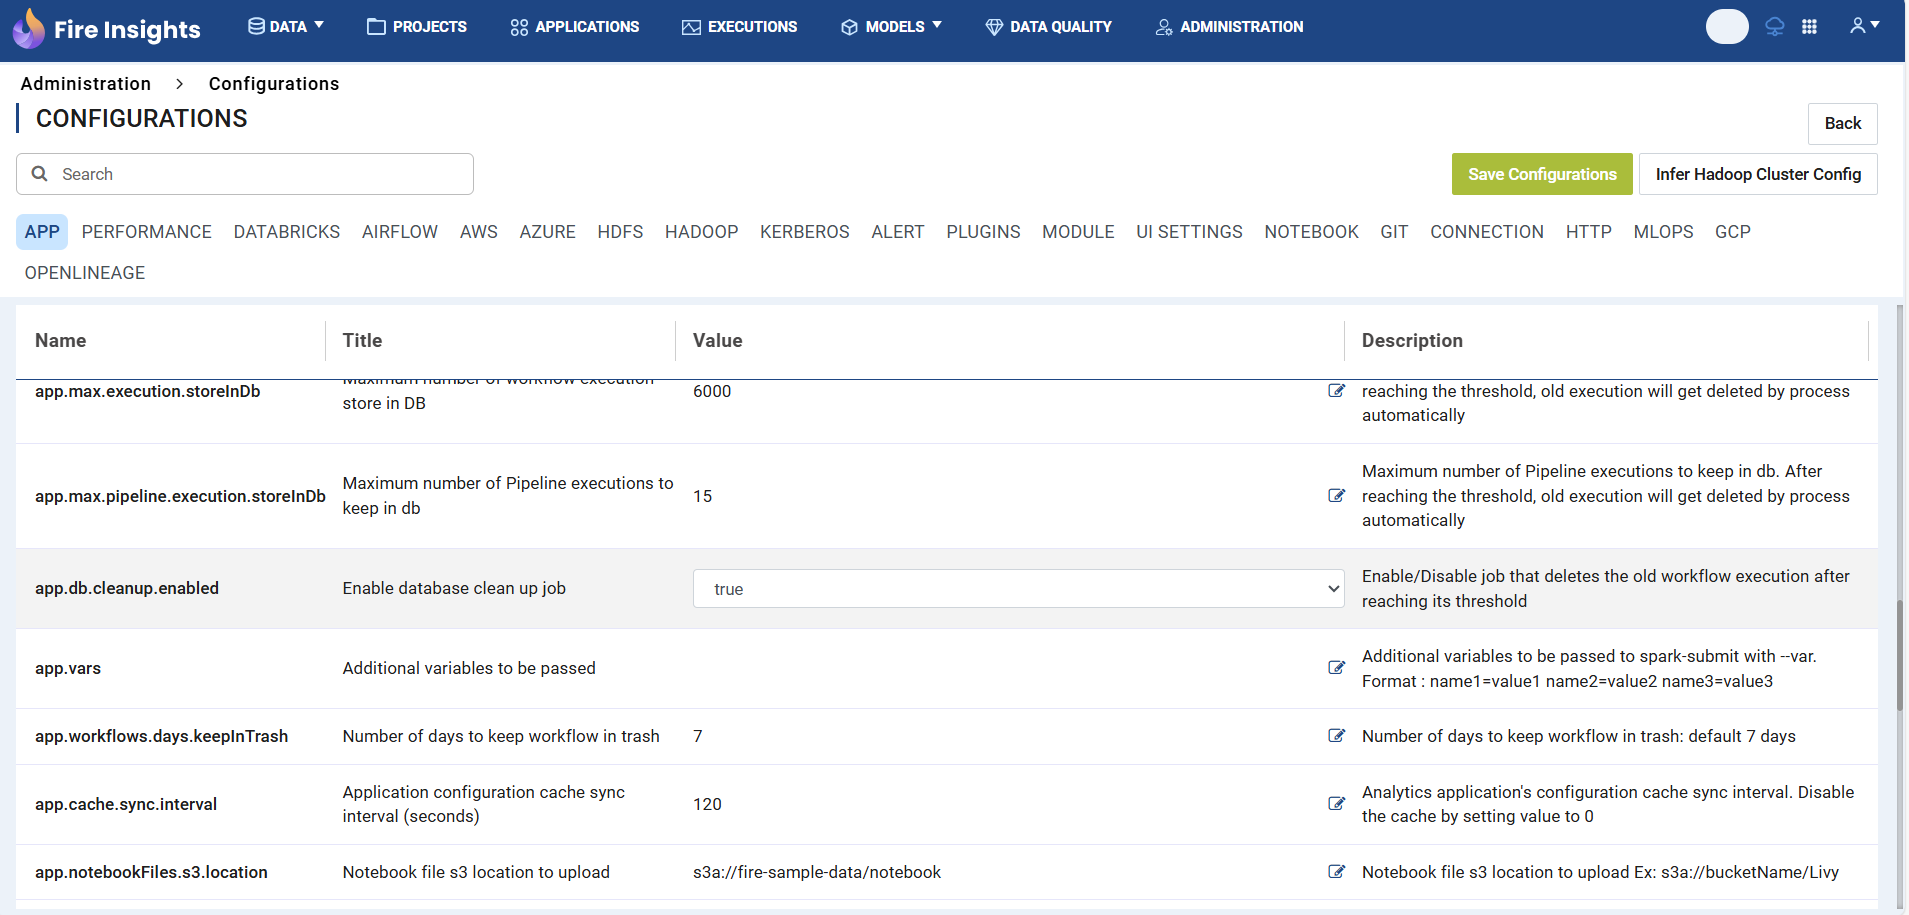 Fire Insights
DATA
PROJECTS
APPLICATIONS
EXECUTIONS
MODELS
DATA QUALITY
ADMINISTRATION
Administration > Configurations
CONFIGURATIONS
Back
Search
Save Configurations
Infer Hadoop Cluster Config
APP PERFORMANCE DATABRICKS AIRFLOW AWS AZURE HDFS HADOOP KERBEROS ALERT PLUGINS MODULE UI SETTINGS NOTEBOOK GIT CONNECTION HTTP MLOPS GCP
OPENLINEAGE
Name
Title
Value
Description
app.max.execution.storeInDb
Maximum number of workflow execution
store in DB
6000
reaching the threshold, old execution will get deleted by process
automatically
app.max.pipeline.execution.storeInDb
Maximum number of Pipeline executions to
keep in db
15
Maximum number of Pipeline executions to keep in db. After
reaching the threshold, old execution will get deleted by process
automatically
app.db.cleanup.enabled
Enable database clean up job
true
Enable/Disable job that deletes the old workflow execution after
reaching its threshold
app.vars
Additional variables to be passed
Additional variables to be passed to spark-submit with --var.
Format : name1=value1 name2=value2 name3=value3
app.workflows.days.keepInTrash
Number of days to keep workflow in trash
7
Number of days to keep workflow in trash: default 7 days
app.cache.sync.interval
Application configuration cache sync
interval (seconds)
120
Analytics application's configuration cache sync interval. Disable
the cache by setting value to 0
app.notebookFiles.s3.location
Notebook file s3 location to upload
s3a://fire-sample-data/notebook
Notebook file s3 location to upload Ex: s3a://bucketName/Livy